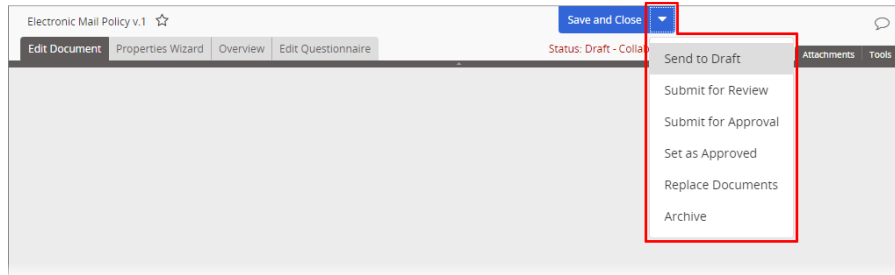 Electronic Mail Policy v.1
Save and Close
Edit Document Properties Wizard Overview Edit Questionnaire
Status: Draft - Collab
Attachments Tools
Send to Draft
Submit for Review
Submit for Approval
Set as Approved
Replace Documents
Archive